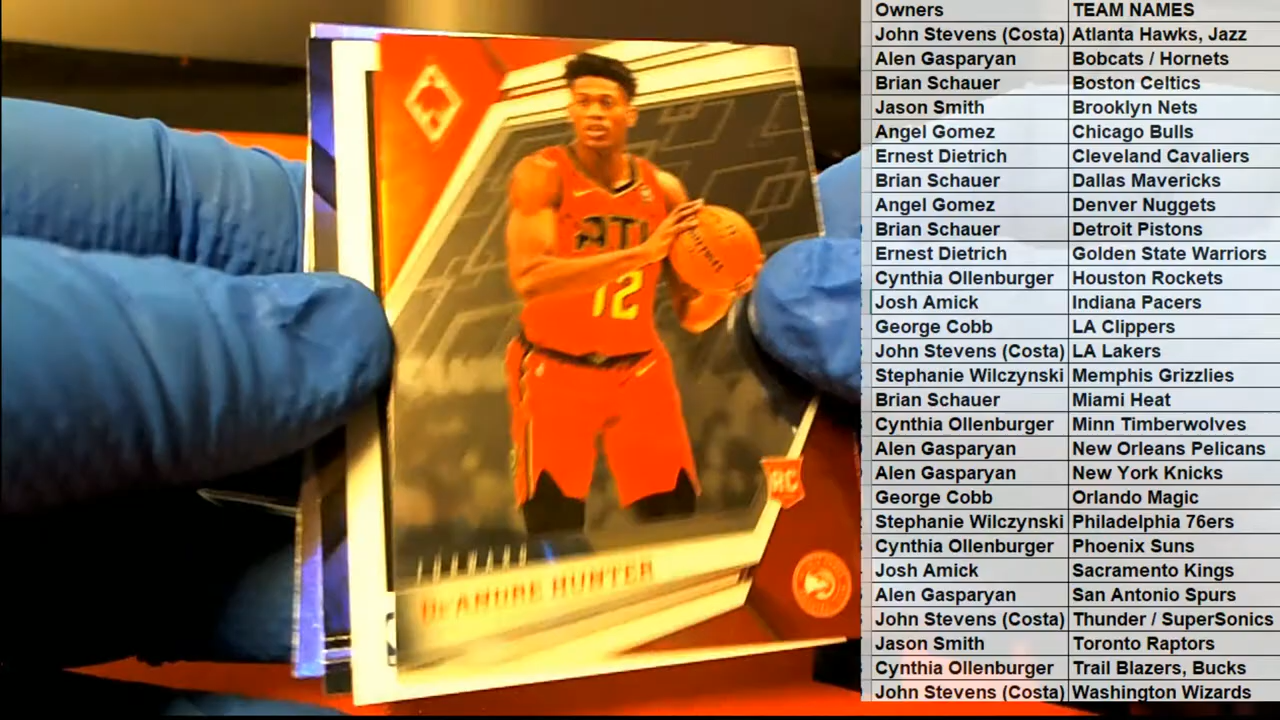 ATL
12
RC
FORWARD
DeANDRE HUNTER
Owners TEAM NAMES
John Stevens (Costa) Atlanta Hawks, Jazz
Alen Gasparyan Bobcats / Hornets
Brian Schauer Boston Celtics
Jason Smith Brooklyn Nets
Angel Gomez Chicago Bulls
Ernest Dietrich Cleveland Cavaliers
Brian Schauer Dallas Mavericks
Angel Gomez Denver Nuggets
Brian Schauer Detroit Pistons
Ernest Dietrich Golden State Warriors
Cynthia Ollenburger Houston Rockets
Josh Amick Indiana Pacers
George Cobb LA Clippers
John Stevens (Costa) LA Lakers
Stephanie Wilczynski Memphis Grizzlies
Brian Schauer Miami Heat
Cynthia Ollenburger Minn Timberwolves
Alen Gasparyan New Orleans Pelicans
Alen Gasparyan New York Knicks
George Cobb Orlando Magic
Stephanie Wilczynski Philadelphia 76ers
Cynthia Ollenburger Phoenix Suns
Josh Amick Sacramento Kings
Alen Gasparyan San Antonio Spurs
John Stevens (Costa) Thunder / SuperSonics
Jason Smith Toronto Raptors
Cynthia Ollenburger Trail Blazers, Bucks
John Stevens (Costa) Washington Wizards